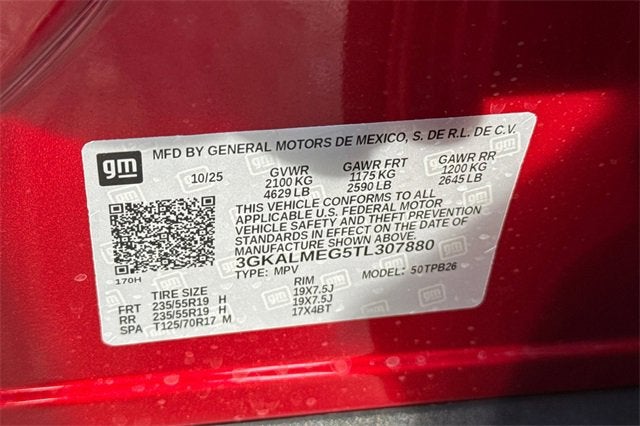 gm MFD BY GENERAL MOTORS DE MEXICO, S. DE R.L. DE C.V.
10/25 GVWR GAWR FRT GAWR RR
2100 KG 1175 KG 1200 KG
4629 LB 2590 LB 2645 LB
THIS VEHICLE CONFORMS TO ALL
APPLICABLE U.S. FEDERAL MOTOR
VEHICLE SAFETY AND THEFT PREVENTION
STANDARDS IN EFFECT ON THE DATE OF
MANUFACTURE SHOWN ABOVE.
3GKALMEG5TL307880
170H TYPE: MPV MODEL: 50TPB26
TIRE SIZE RIM
FRT 235/55R19 H 19X7.5J
RR 235/55R19 H 19X7.5J
SPA T125/70R17 M 17X4BT